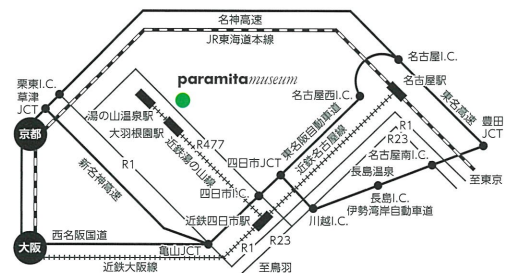 名神高速
JR東海道本線
栗東I.C.
草津
JCT
京都
paramitamuseum
湯の山温泉駅
大羽根園駅
R477
近鉄湯の山線
名古屋I.C.
名古屋駅
名古屋西I.C.
東名阪自動車道
近鉄名古屋線
東名高速
豊田
JCT
R1
R23
名古屋南I.C.
至東京
長島温泉
長島I.C.
伊勢湾岸自動車道
川越I.C.
四日市JCT
四日市I.C.
近鉄四日市駅
R1
新名神高速
大阪
西名阪国道
亀山JCT
近鉄大阪線
R1
R23
至鳥羽